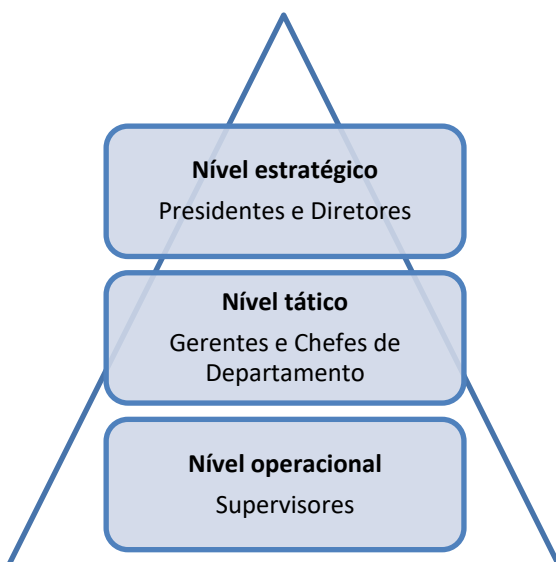 Nível estratégico
Presidentes e Diretores
Nível tático
Gerentes e Chefes de
Departamento
Nível operacional
Supervisores